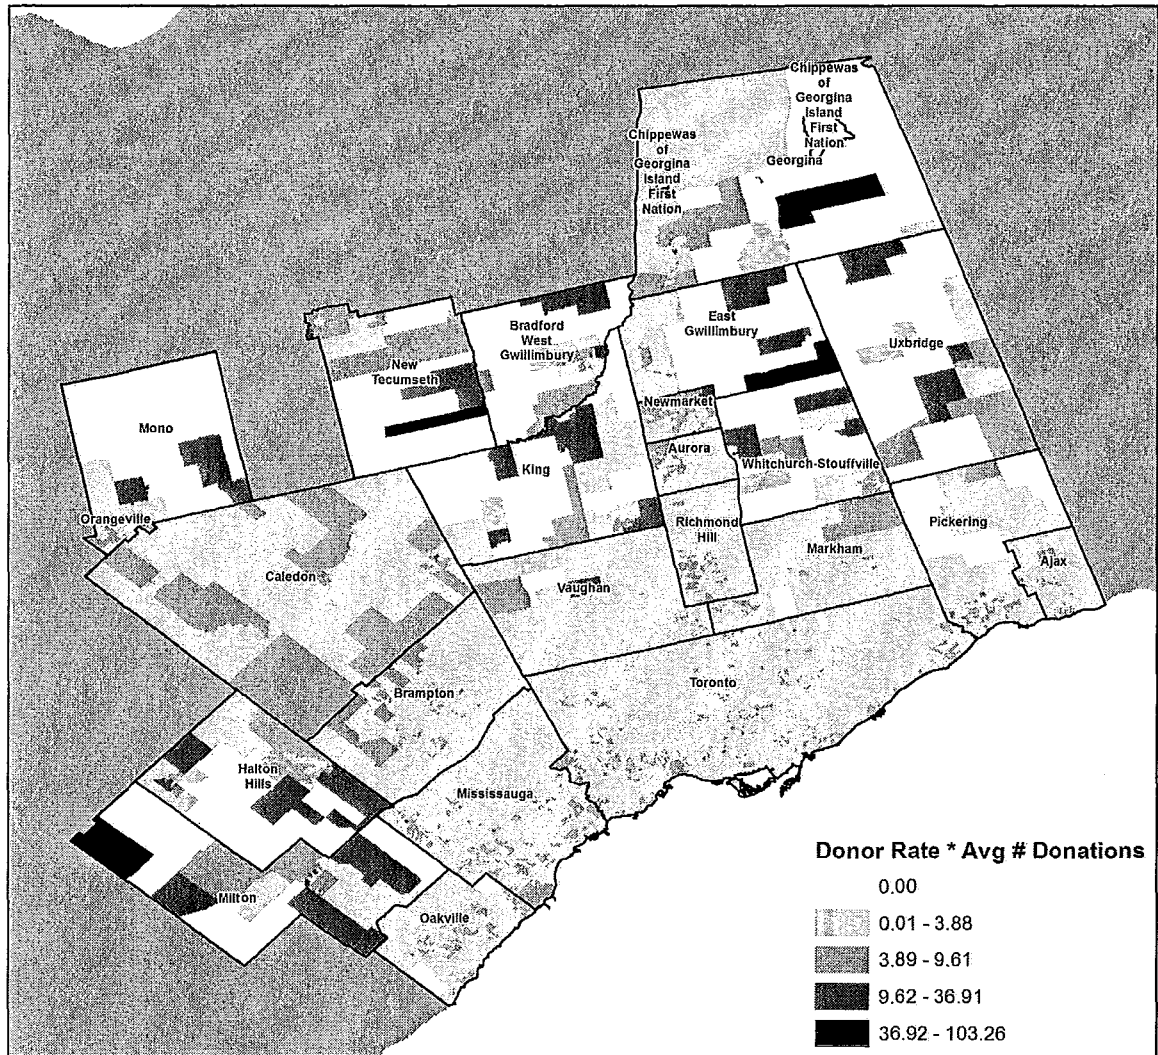 Chippewas
of
Georgina
Island
First
Nation
Georgina
Chippewas
of
Georgina
Island
First
Nation
Bradford
West
Gwillimbury
East
Gwillimbury
Uxbridge
New
Tecumseth
Newmarket
Mono
Aurora
King
Whitchurch-Stouffville
Orangeville
Richmond
Hill
Pickering
Markham
Ajax
Caledon
Vaughan
Toronto
Brampton
Halton
Hills
Mississauga
Milton
Oakville
Donor Rate * Avg # Donations
0.00
0.01 - 3.88
3.89 - 9.61
9.62 - 36.91
36.92 - 103.26